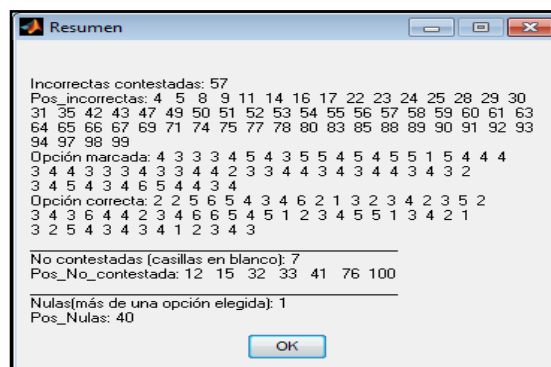 Resumen
Incorrectas contestadas: 57
Pos_incorrectas: 4 5 8 9 11 14 16 17 22 23 24 25 28 29 30
31 35 42 43 47 49 50 51 52 53 54 55 56 57 58 59 60 61 63
64 65 66 67 69 71 74 75 77 78 80 83 85 88 89 90 91 92 93
94 97 98 99
Opción marcada: 4 3 3 3 4 5 4 3 5 5 4 5 4 5 5 1 5 4 4 4
3 4 4 3 3 3 4 3 3 4 4 2 3 3 4 4 3 4 3 4 4 3 4 3 2
3 4 5 4 3 4 6 5 4 4 3 4
Opción correcta: 2 2 5 6 5 4 3 4 6 2 1 3 2 3 4 2 3 5 2
3 4 3 6 4 4 2 3 4 6 6 5 4 5 1 2 3 4 5 5 1 3 4 2 1
3 2 5 4 3 4 3 4 1 2 3 4 3
No contestadas (casillas en blanco): 7
Pos_No_contestada: 12 15 32 33 41 76 100
Nulas(más de una opción elegida): 1
Pos_Nulas: 40
OK